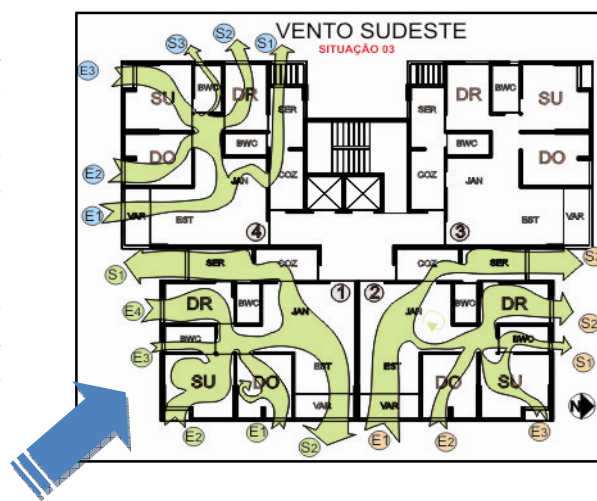 VENTO SUDESTE
SITUAÇÃO 03
S3 S2 S1
E3
SU BWC DR SER
DR BWC SU
SER
DO BWC
BWC DO
E2
JAN COZ
COZ JAN
E1
VAR EST 4
3 EST VAR
S1 SER COZ
COZ SER S3
1 2
E4 DR BWC JAN
JAN BWC DR
S2
E3 BWC
BWC S1
SU DO EST
EST DO SU
VAR VAR
N
E2 E1 S2 E1 E2 E3